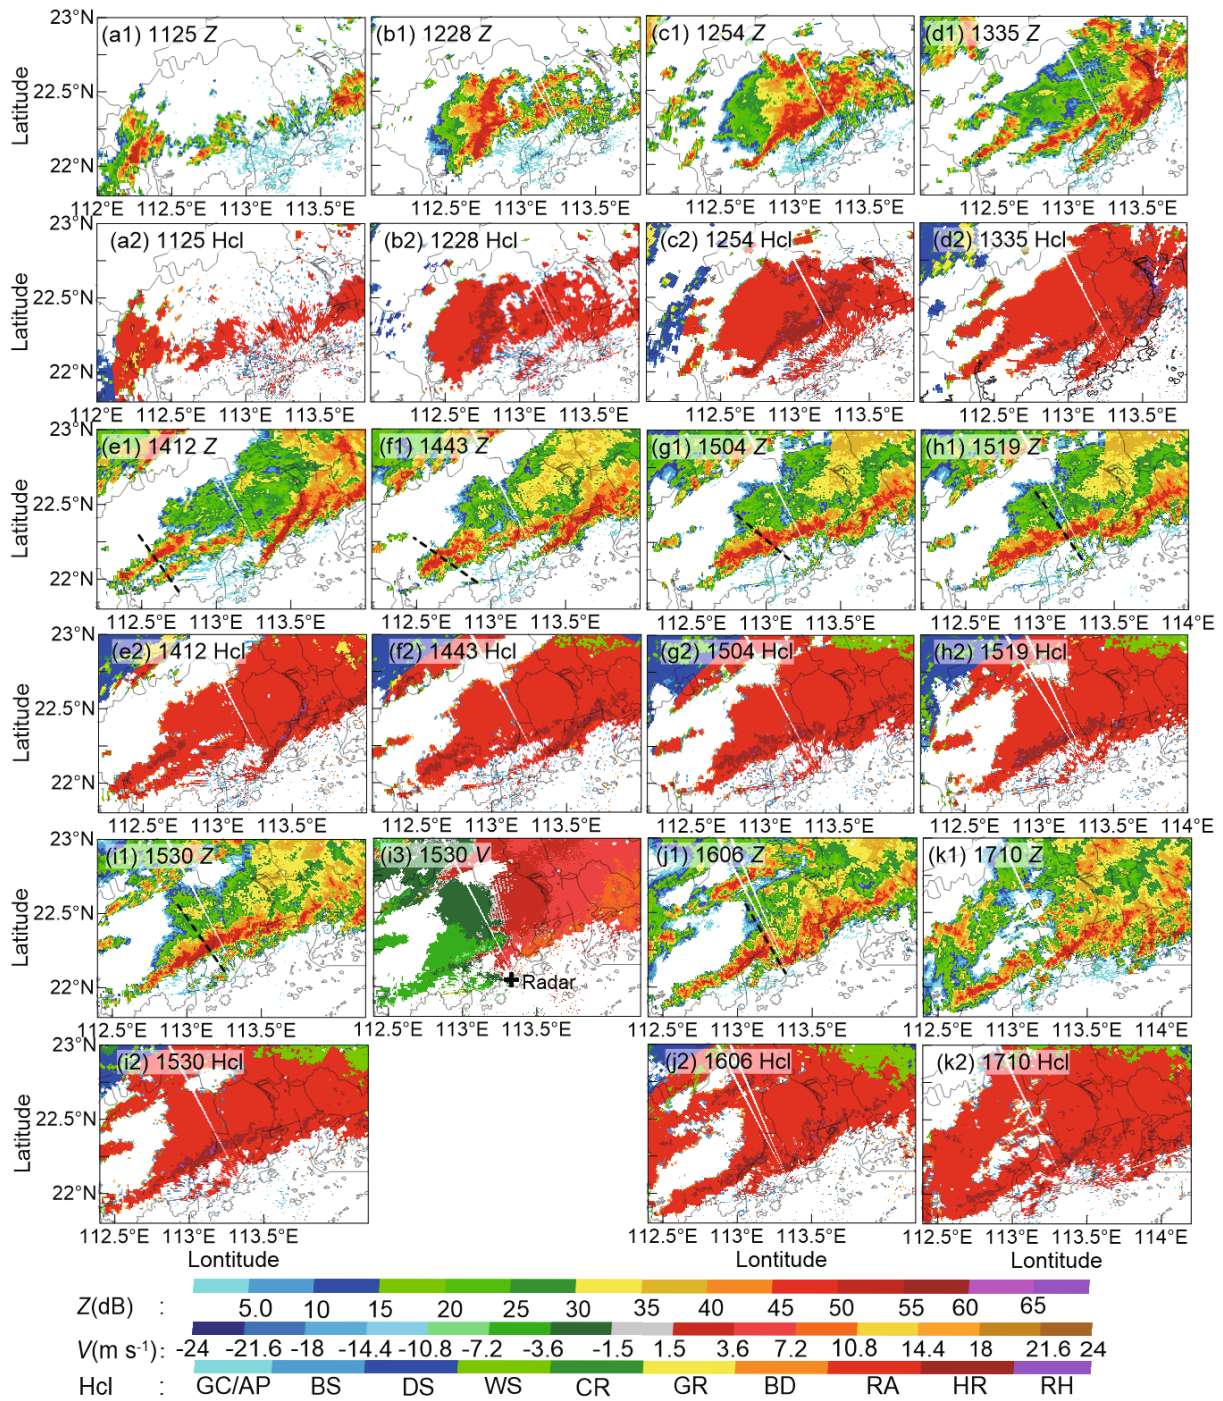 (a1) 1125 Z
(b1) 1228 Z
(c1) 1254 Z
(d1) 1335 Z
23°N
22.5°N
22°N
Latitude
112°E 112.5°E 113°E 113.5°E
112.5°E 113°E 113.5°E
112.5°E 113°E 113.5°E
112.5°E 113°E 113.5°E
(a2) 1125 Hcl
(b2) 1228 Hcl
(c2) 1254 Hcl
(d2) 1335 Hcl
23°N
22.5°N
22°N
Latitude
112°E 112.5°E 113°E 113.5°E
112.5°E 113°E 113.5°E
112.5°E 113°E 113.5°E
112.5°E 113°E 113.5°E
(e1) 1412 Z
(f1) 1443 Z
(g1) 1504 Z
(h1) 1519 Z
23°N
22.5°N
22°N
Latitude
112.5°E 113°E 113.5°E
112.5°E 113°E 113.5°E
112.5°E 113°E 113.5°E
112.5°E 113°E 113.5°E 114°E
(e2) 1412 Hcl
(f2) 1443 Hcl
(g2) 1504 Hcl
(h2) 1519 Hcl
23°N
22.5°N
22°N
Latitude
112.5°E 113°E 113.5°E
112.5°E 113°E 113.5°E
112.5°E 113°E 113.5°E
112.5°E 113°E 113.5°E 114°E
(i1) 1530 Z
(i3) 1530 V
(j1) 1606 Z
(k1) 1710 Z
Radar
23°N
22.5°N
22°N
Latitude
112.5°E 113°E 113.5°E
112.5°E 113°E 113.5°E
112.5°E 113°E 113.5°E
112.5°E 113°E 113.5°E 114°E
(i2) 1530 Hcl
(j2) 1606 Hcl
(k2) 1710 Hcl
23°N
22.5°N
22°N
Latitude
112.5°E 113°E 113.5°E
112.5°E 113°E 113.5°E
112.5°E 113°E 113.5°E 114°E
Lontitude
Lontitude
Lontitude
Z(dB) : 5.0 10 15 20 25 30 35 40 45 50 55 60 65
V(m s⁻¹): -24 -21.6 -18 -14.4 -10.8 -7.2 -3.6 -1.5 1.5 3.6 7.2 10.8 14.4 18 21.6 24
Hcl : GC/AP BS DS WS CR GR BD RA HR RH